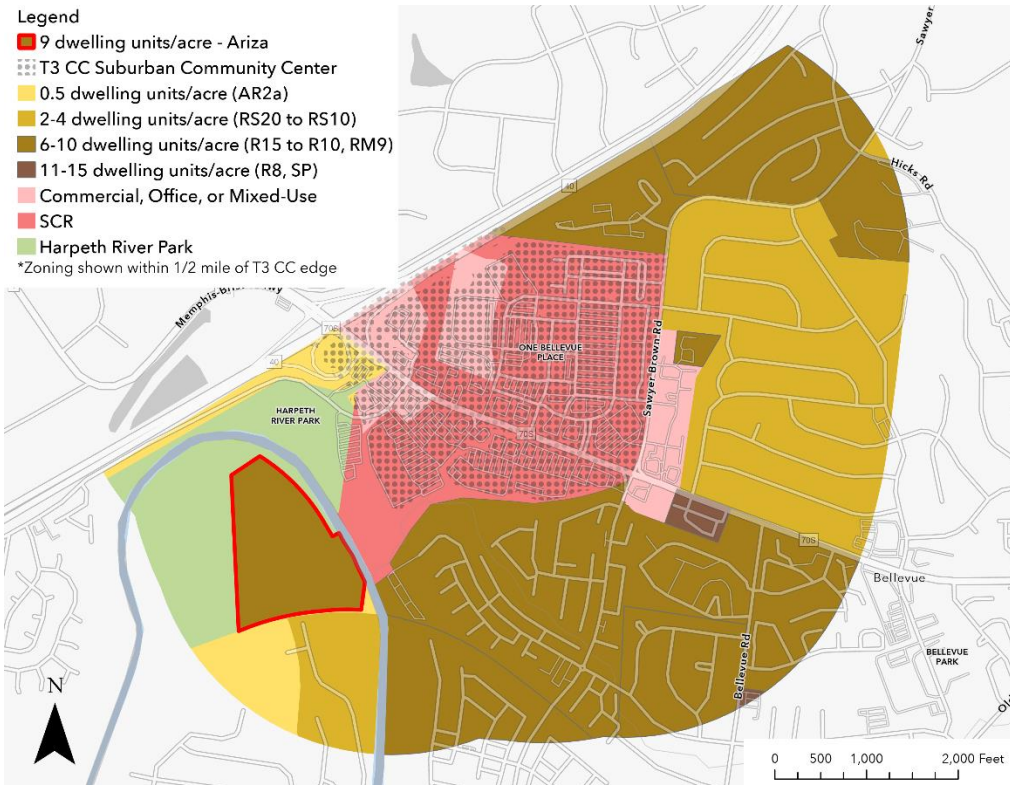 Legend
9 dwelling units/acre - Ariza
T3 CC Suburban Community Center
0.5 dwelling units/acre (AR2a)
2-4 dwelling units/acre (RS20 to RS10)
6-10 dwelling units/acre (R15 to R10, RM9)
11-15 dwelling units/acre (R8, SP)
Commercial, Office, or Mixed-Use
SCR
Harpeth River Park
*Zoning shown within 1/2 mile of T3 CC edge
Sawyer
Hicks Rd
40
70S
40
ONE BELLEVUE
PLACE
Sawyer Brown Rd
HARPETH
RIVER PARK
70S
70S
Bellevue
BELLEVUE
PARK
Bellevue Rd
N
0 500 1,000 2,000 Feet